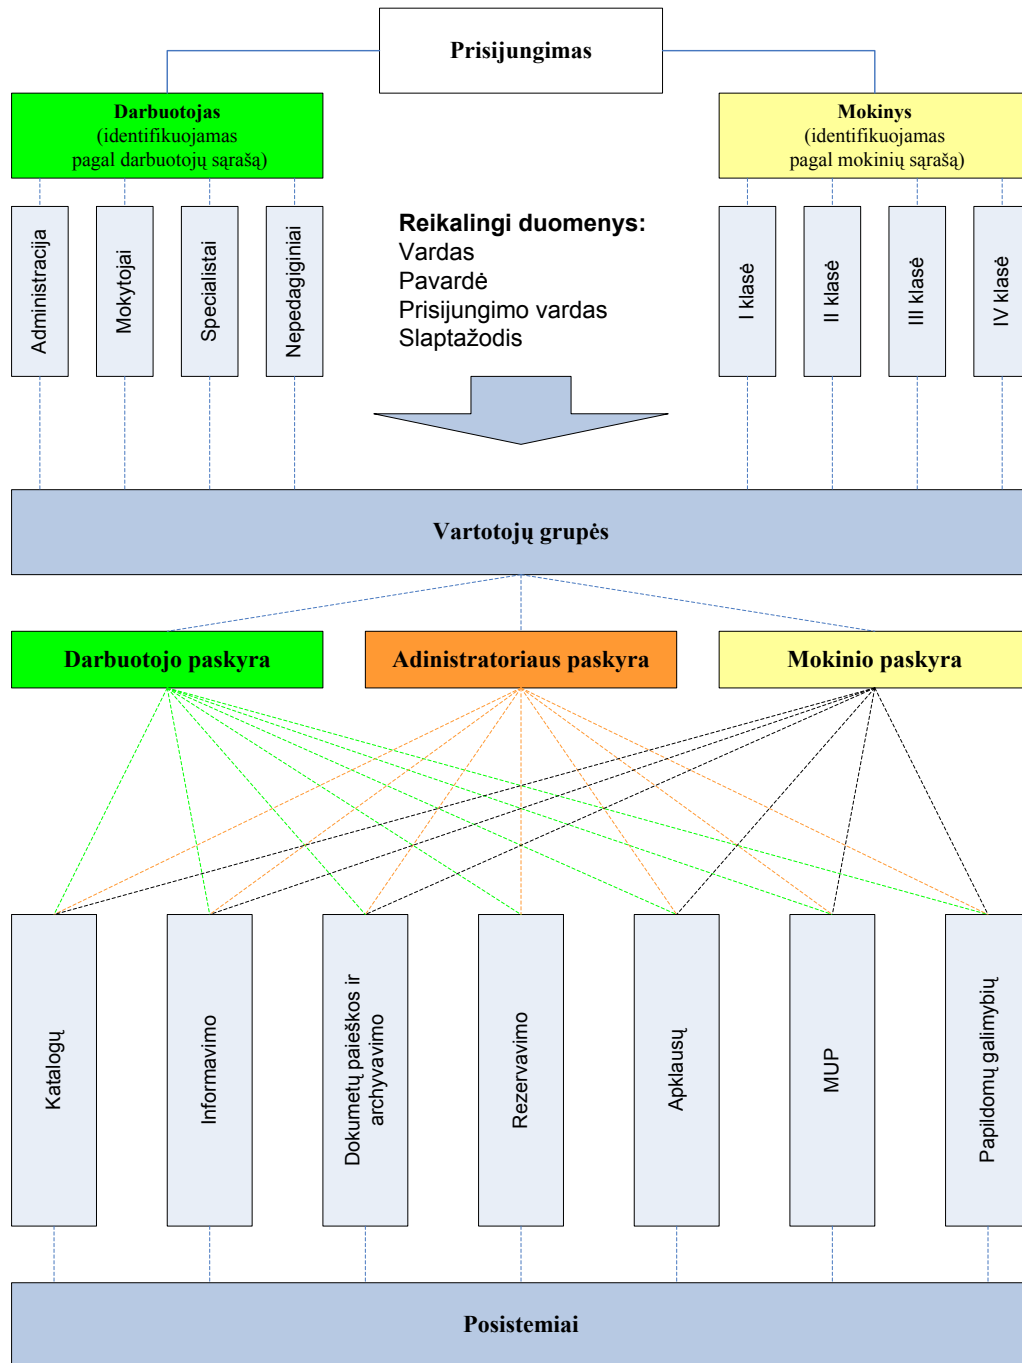 Prisijungimas
Darbuotojas
(identifikuojamas
pagal darbuotojų sąrašą)
Mokinys
(identifikuojamas
pagal mokinių sąrašą)
Administracija
Mokytojai
Specialistai
Nepedagiginiai
Reikalingi duomenys:
Vardas
Pavardė
Prisijungimo vardas
Slaptažodis
I klasė
II klasė
III klasė
IV klasė
Vartotojų grupės
Darbuotojo paskyra
Adinistratoriaus paskyra
Mokinio paskyra
Katalogų
Informavimo
Dokumetų paieškos ir
archyvavimo
Rezervavimo
Apklausų
MUP
Papildomų galimybių
Posistemiai